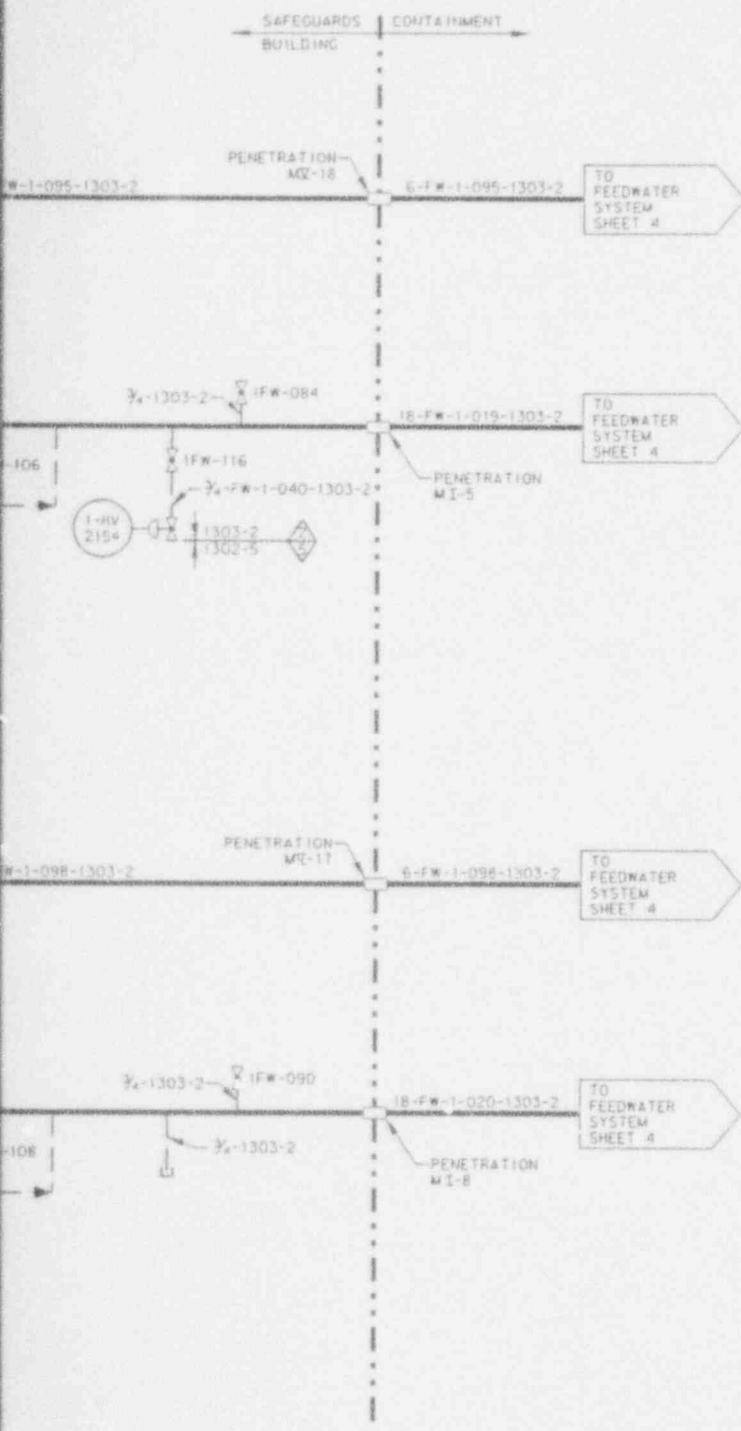 SAFEGUARDS CONTAINMENT
BUILDING
PENETRATION
FW-1-095-1303-2
6-FW-1-095-1303-2
TO
FEEDWATER
SYSTEM
SHEET 4
3/4-1303-2
1FW-084
18-FW-1-019-1303-2
TO
FEEDWATER
SYSTEM
SHEET 4
-106
1FW-116
PENETRATION
MI-5
3/4-FW-1-040-1303-2
1-HV
2154
1303-2
1302-5
2
5
PENETRATION
W-1-098-1303-2
6-FW-1-098-1303-2
TO
FEEDWATER
SYSTEM
SHEET 4
3/4-1303-2
1FW-090
18-FW-1-020-1303-2
TO
FEEDWATER
SYSTEM
SHEET 4
-108
3/4-1303-2
PENETRATION
MI-8